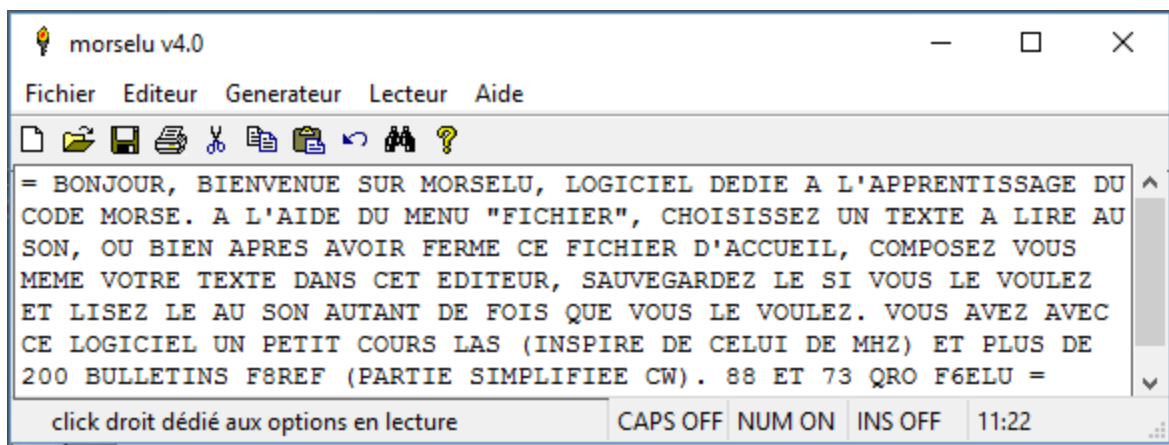 morselu v4.0
Fichier Editeur Generateur Lecteur Aide
= BONJOUR, BIENVENUE SUR MORSELU, LOGICIEL DEDIE A L'APPRENTISSAGE DU
CODE MORSE. A L'AIDE DU MENU "FICHIER", CHOISISSEZ UN TEXTE A LIRE AU
SON, OU BIEN APRES AVOIR FERME CE FICHIER D'ACCUEIL, COMPOSEZ VOUS
MEME VOTRE TEXTE DANS CET EDITEUR, SAUVEGARDEZ LE SI VOUS LE VOULEZ
ET LISEZ LE AU SON AUTANT DE FOIS QUE VOUS LE VOULEZ. VOUS AVEZ AVEC
CE LOGICIEL UN PETIT COURS LAS (INSPIRE DE CELUI DE MHZ) ET PLUS DE
200 BULLETINS F8REF (PARTIE SIMPLIFIEE CW). 88 ET 73 QRO F6ELU =
click droit dédié aux options en lecture CAPS OFF NUM ON INS OFF 11:22